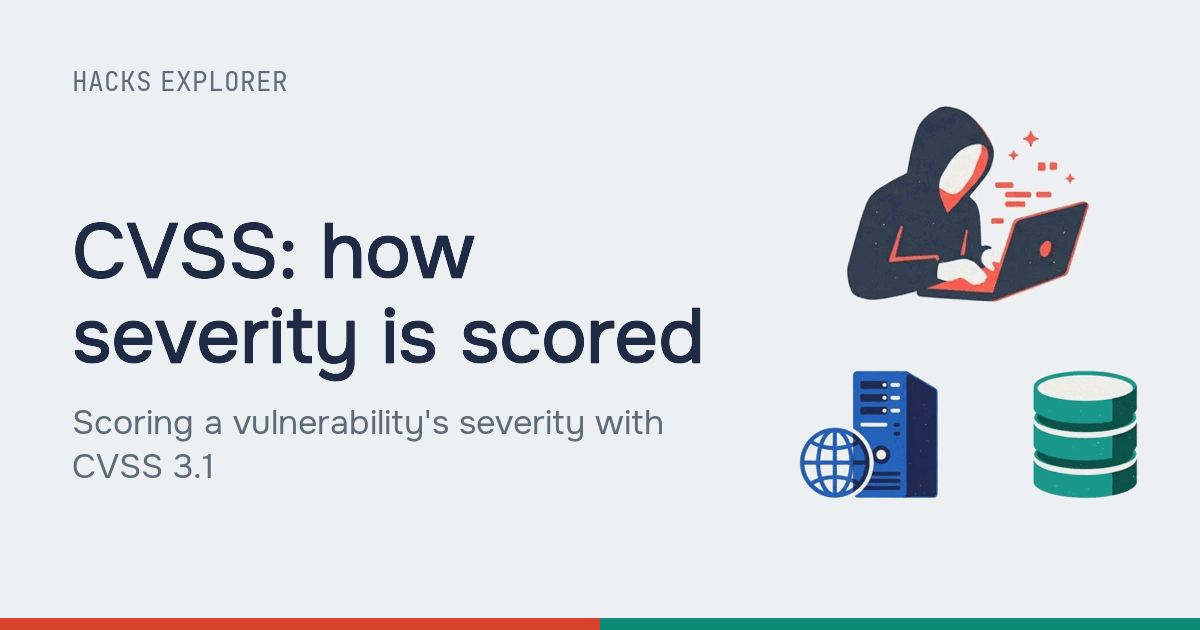 HACKS EXPLORER
CVSS: how
severity is scored
Scoring a vulnerability's severity with
CVSS 3.1